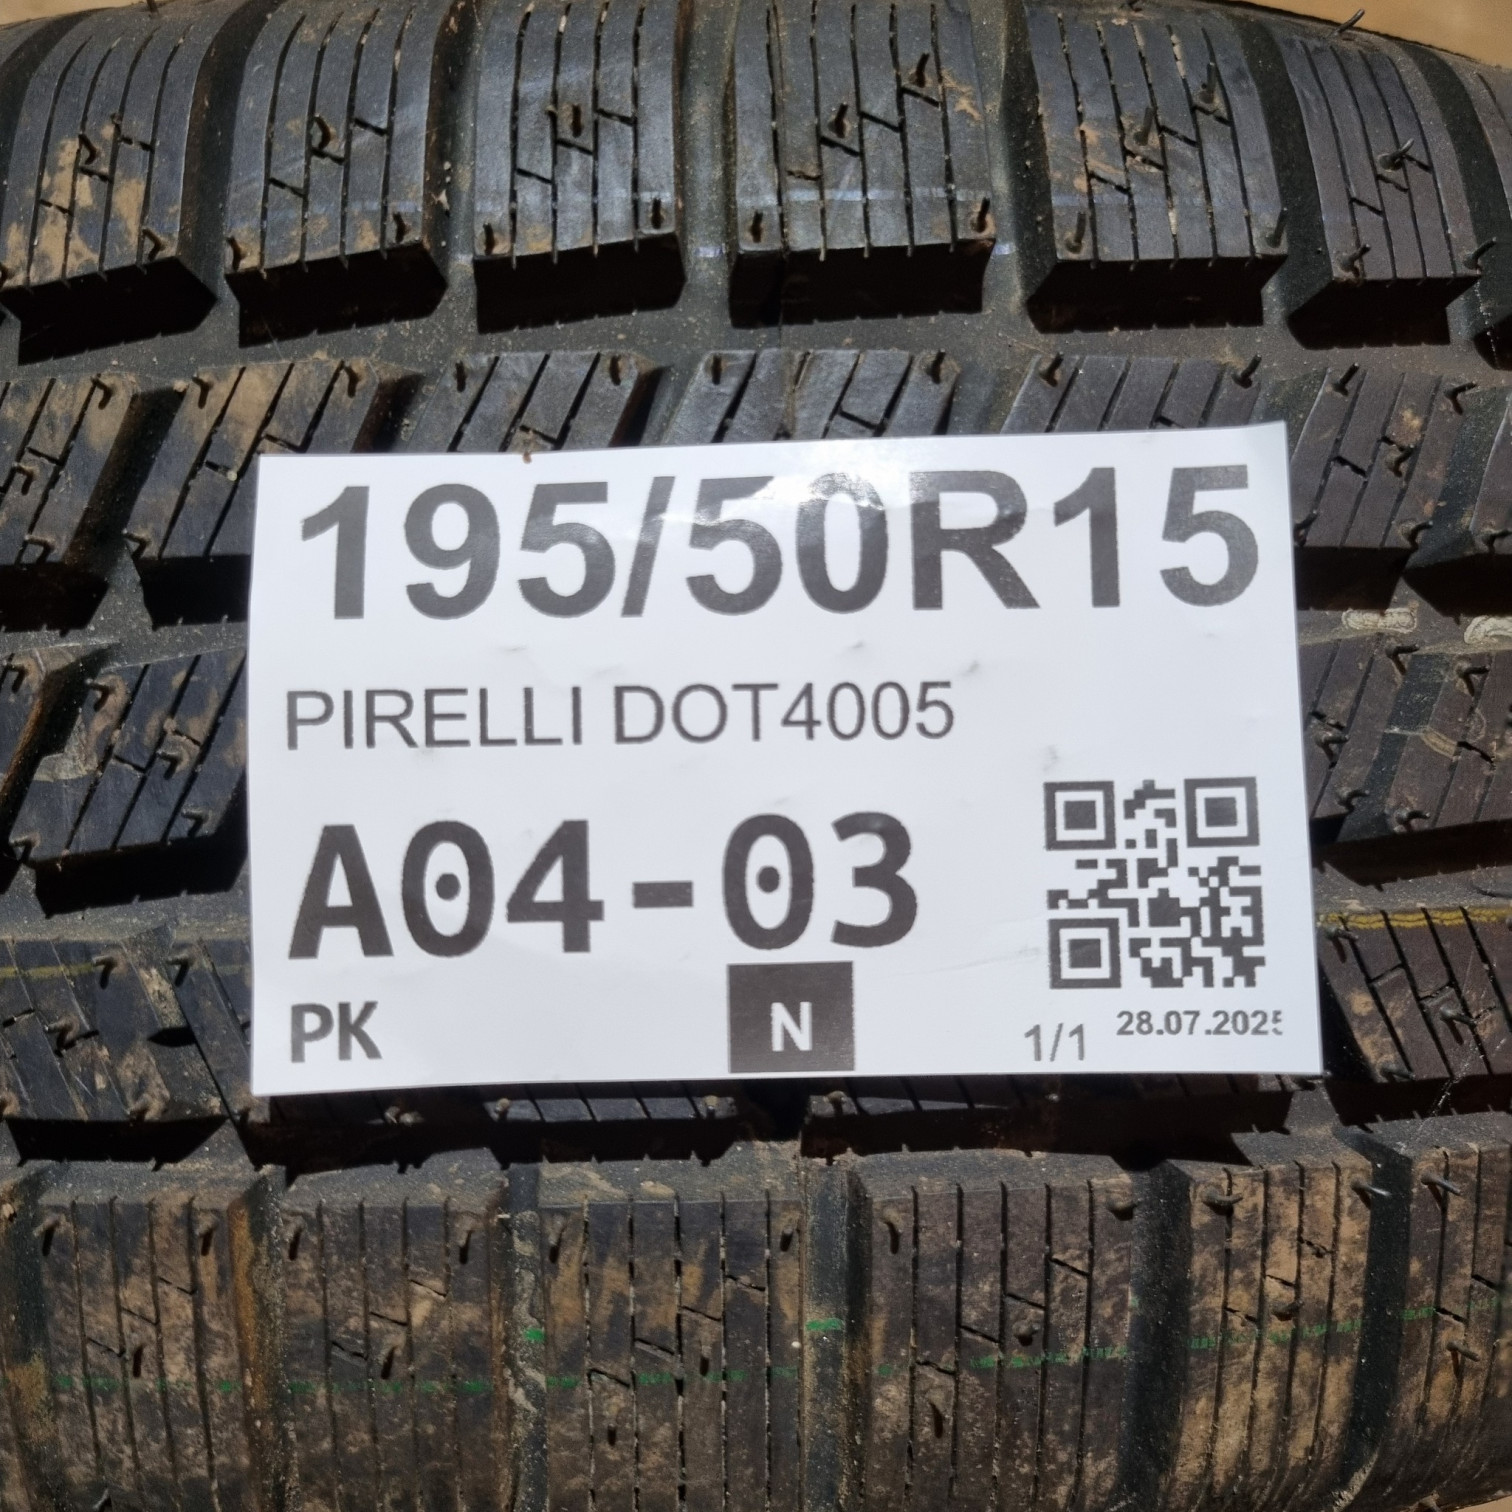 195/50R15
PIRELLI DOT4005
A04-03
PK N 1/1 28.07.2025